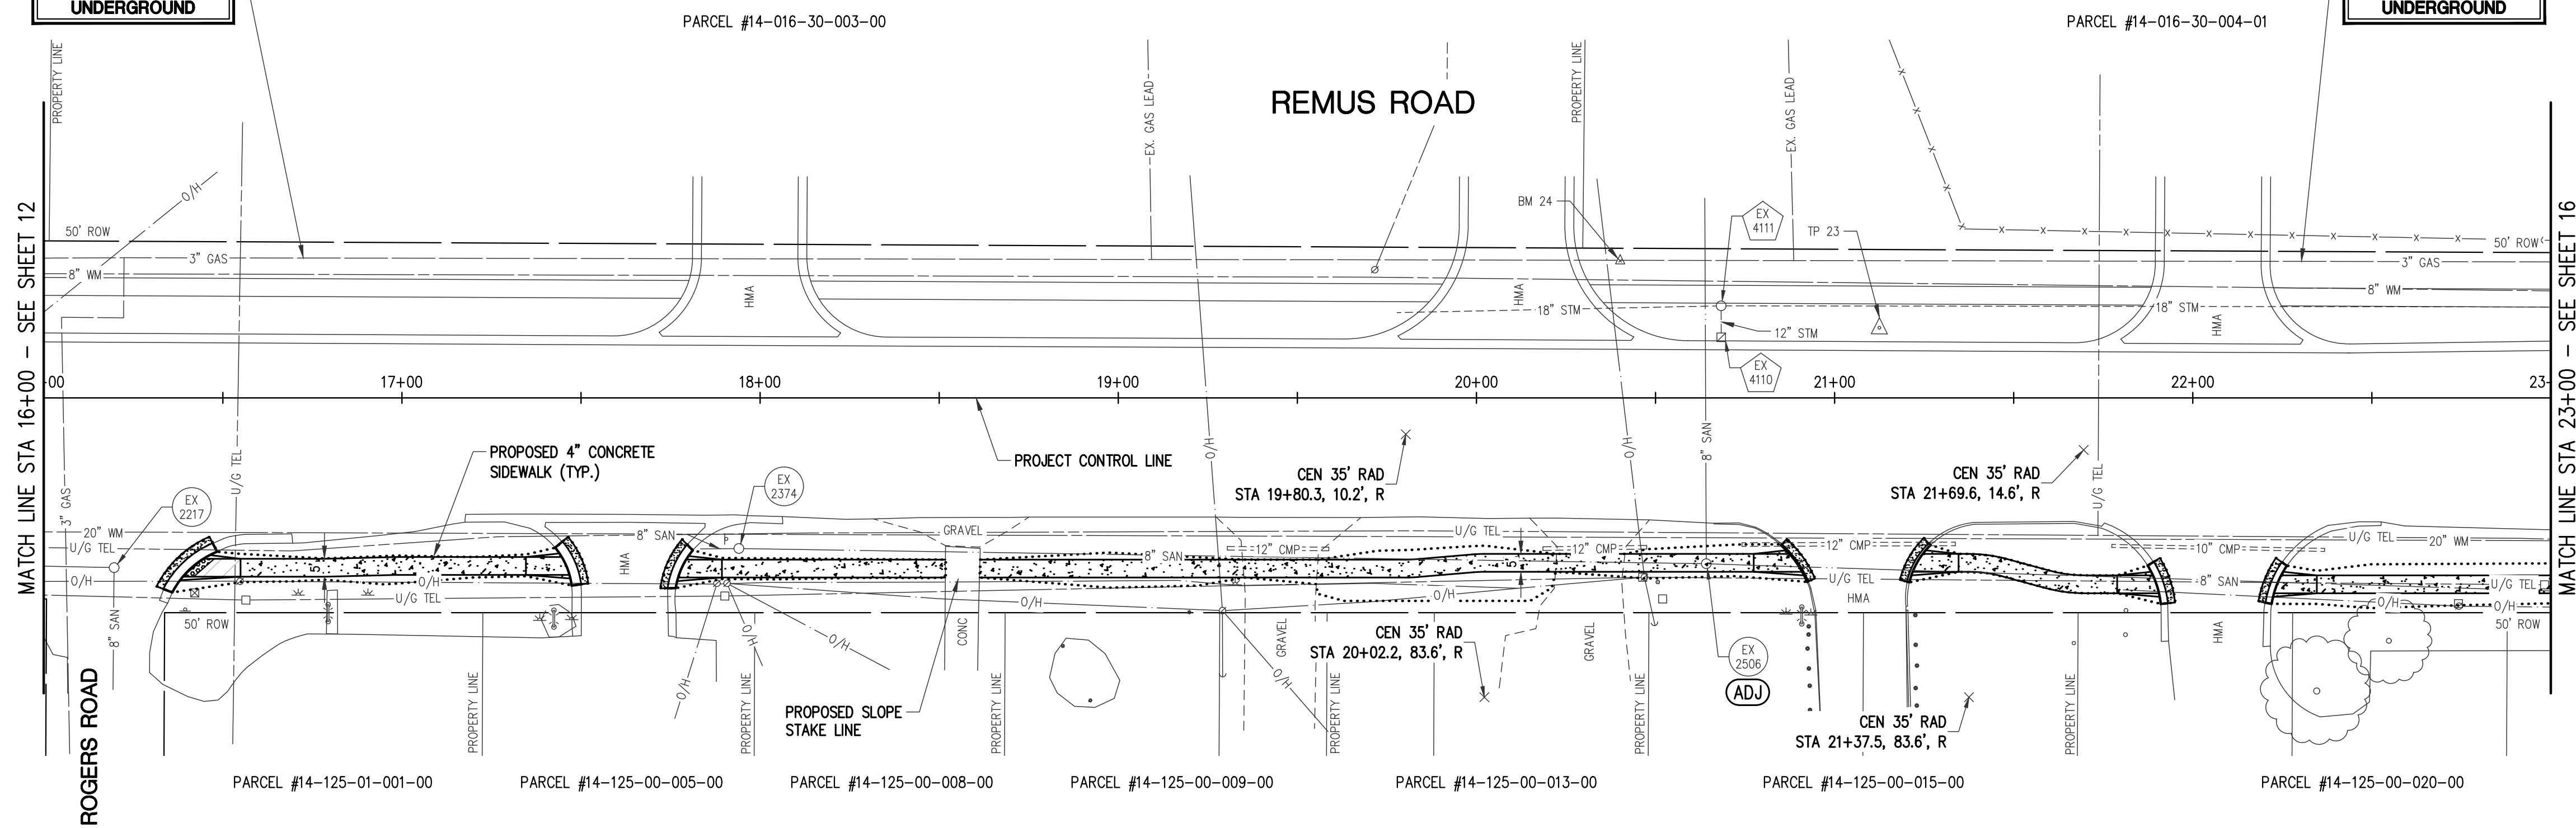 UNDERGROUND
PARCEL #14-016-30-003-00
PARCEL #14-016-30-004-01
UNDERGROUND
PROPERTY LINE
EX. GAS LEAD
REMUS ROAD
PROPERTY LINE
EX. GAS LEAD
O/H
BM 24
EX
4111
TP 23
MATCH LINE STA 16+00 - SEE SHEET 12
MATCH LINE STA 23+00 - SEE SHEET 16
50' ROW
50' ROW
3" GAS
3" GAS
8" WM
8" WM
HMA
HMA
HMA
18" STM
18" STM
12" STM
EX
4110
+00
17+00
18+00
19+00
20+00
21+00
22+00
23-
U/G TEL
3" GAS
PROPOSED 4" CONCRETE
SIDEWALK (TYP.)
PROJECT CONTROL LINE
O/H
O/H
8" SAN
U/G TEL
CEN 35' RAD
STA 19+80.3, 10.2', R
CEN 35' RAD
STA 21+69.6, 14.6', R
EX
2217
EX
2374
20" WM
U/G TEL
O/H
8" SAN
GRAVEL
U/G TEL
8" SAN
12" CMP
12" CMP
12" CMP
10" CMP
U/G TEL
20" WM
5'
5'
HMA
O/H
U/G TEL
U/G TEL
HMA
8" SAN
U/G TEL
O/H
O/H
O/H
O/H
50' ROW
50' ROW
8" SAN
O/H
O/H
O/H
O/H
CONC
GRAVEL
GRAVEL
HMA
CEN 35' RAD
STA 20+02.2, 83.6', R
EX
2506
ADJ
PROPOSED SLOPE
STAKE LINE
CEN 35' RAD
STA 21+37.5, 83.6', R
PROPERTY LINE
PROPERTY LINE
PROPERTY LINE
PROPERTY LINE
PROPERTY LINE
PROPERTY LINE
ROGERS ROAD
PARCEL #14-125-01-001-00
PARCEL #14-125-00-005-00
PARCEL #14-125-00-008-00
PARCEL #14-125-00-009-00
PARCEL #14-125-00-013-00
PARCEL #14-125-00-015-00
PARCEL #14-125-00-020-00